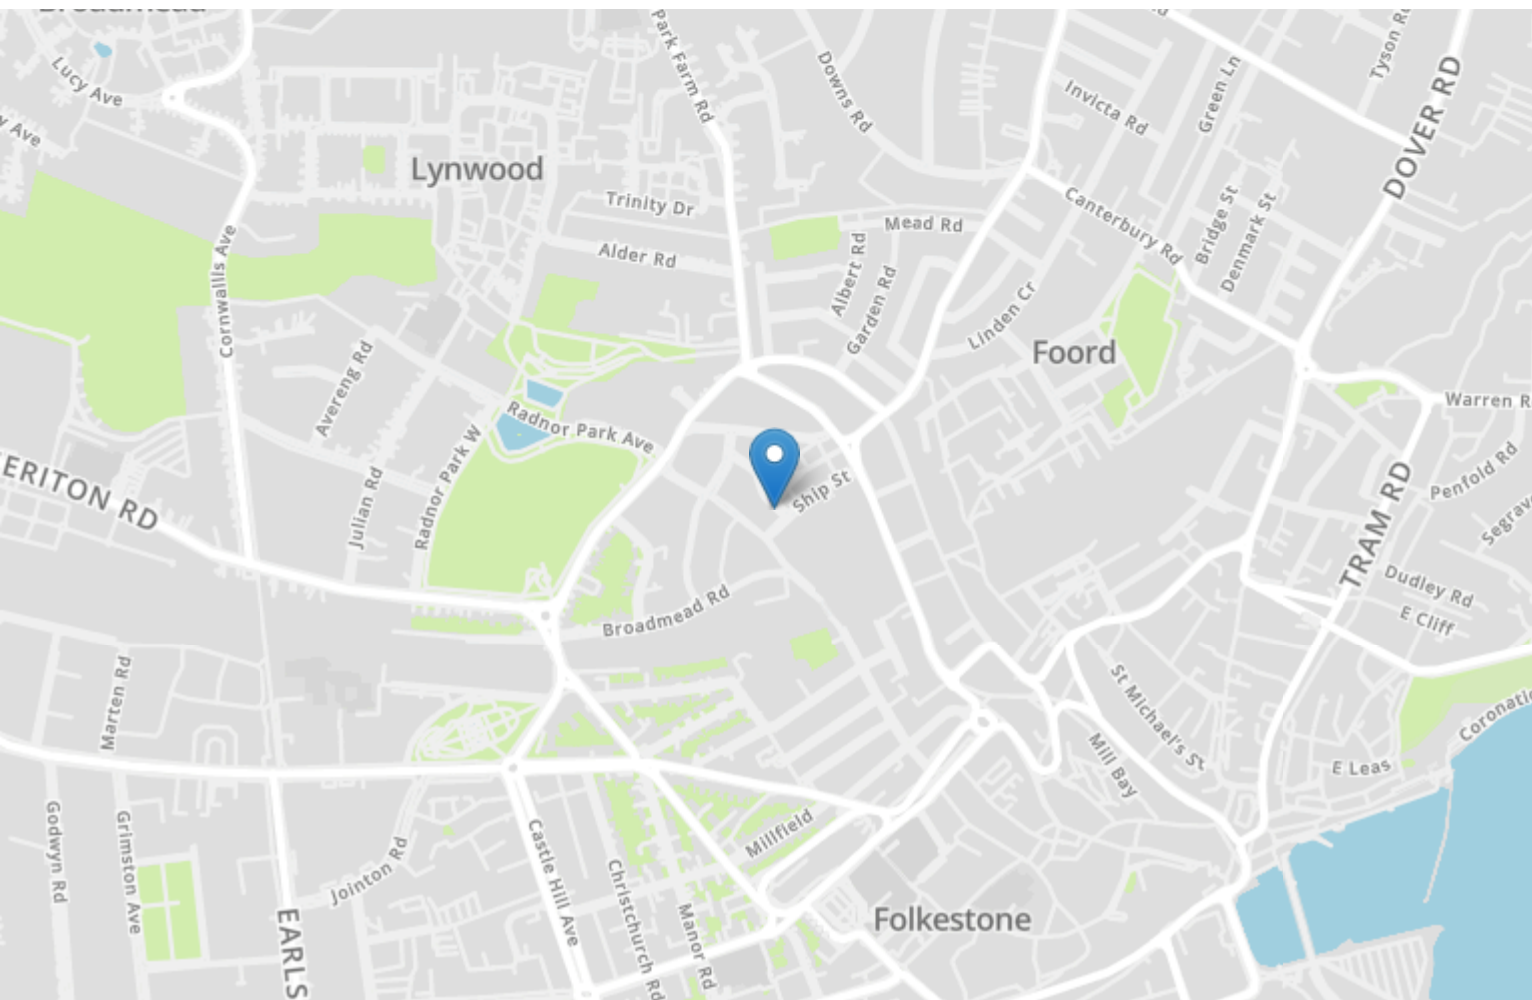 Broadmead
Lucy Ave
y Ave
Park Farm Rd
Downs Rd
Invicta Rd
Green Ln
Tyson Rd
DOVER RD
Lynwood
Trinity Dr
Alder Rd
Mead Rd
Albert Rd
Garden Rd
Canterbury Rd
Bridge St
Denmark St
Cornwallis Ave
Linden Cr
Foord
Avereng Rd
Radnor Park Ave
Radnor Park W
Julian Rd
ERITON RD
Ship St
Warren R
Penfold Rd
Segrave
TRAM RD
Dudley Rd
E Cliff
Broadmead Rd
Marten Rd
St Michael's St
Mill Bay
E Leas
Coronatio
Godwyn Rd
Grimston Ave
Jointon Rd
Castle Hill Ave
Christchurch Rd
Manor Rd
Millfield
Folkestone
EARLS